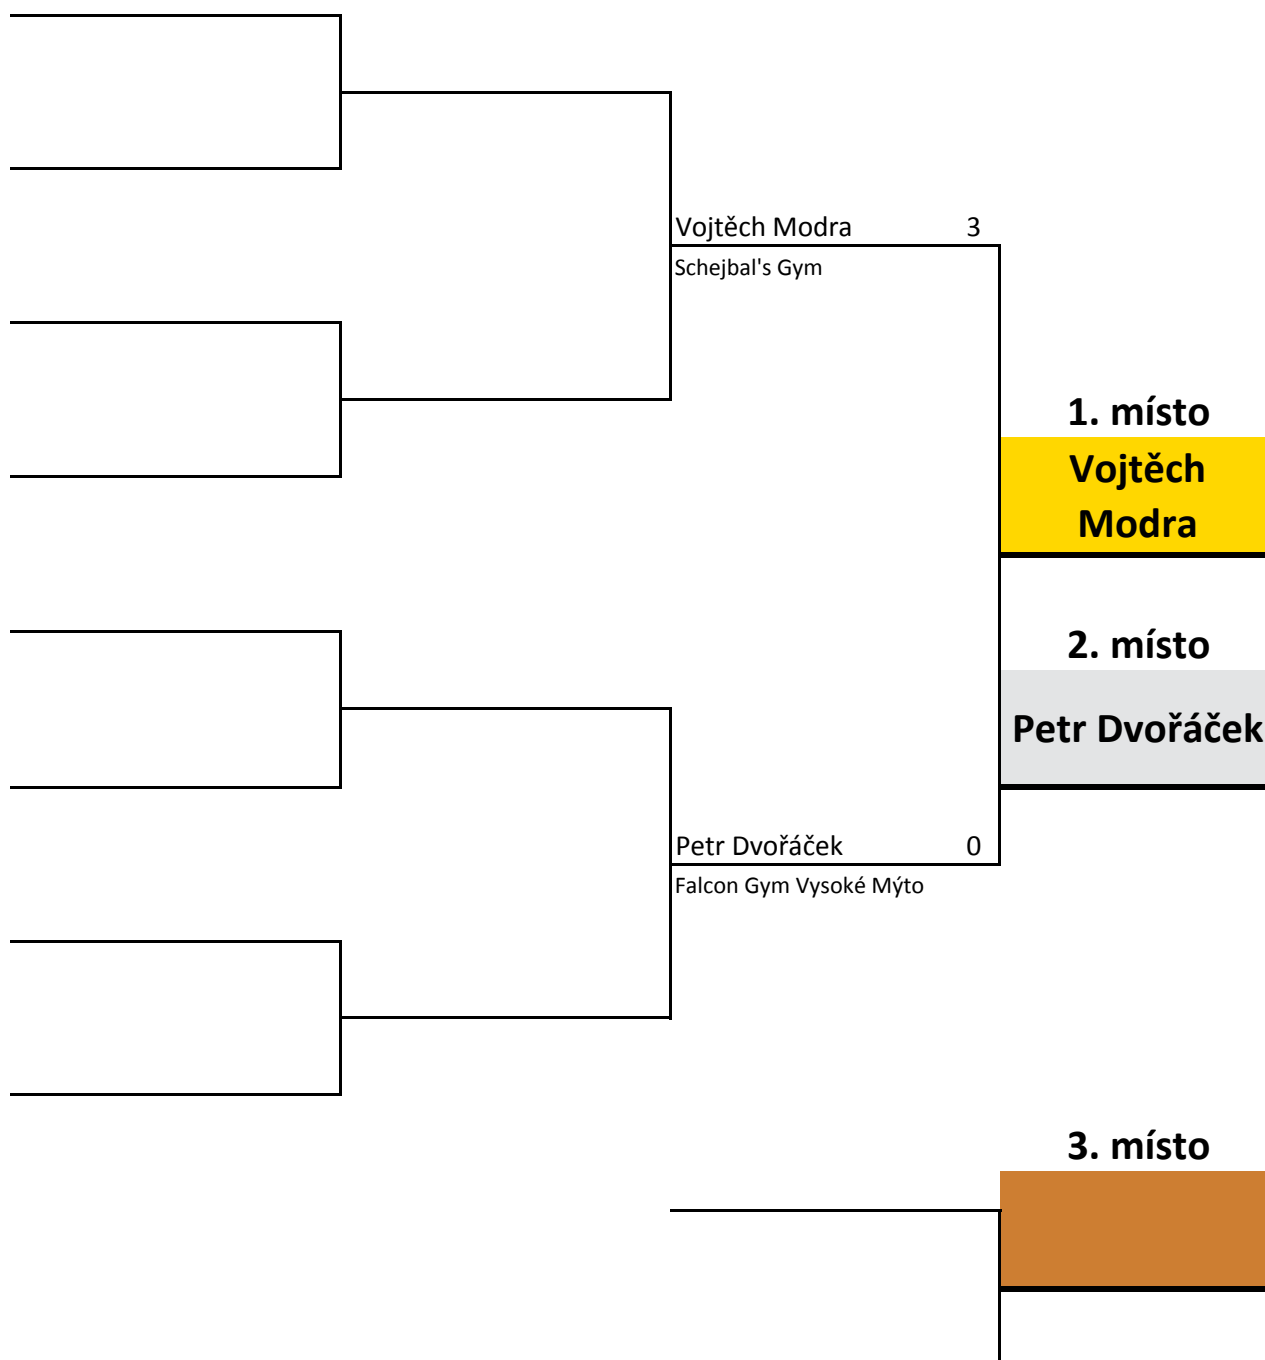 Vojtěch Modra 3
Schejbal's Gym
1. místo
Vojtěch
Modra
2. místo
Petr Dvořáček
Petr Dvořáček 0
Falcon Gym Vysoké Mýto
3. místo